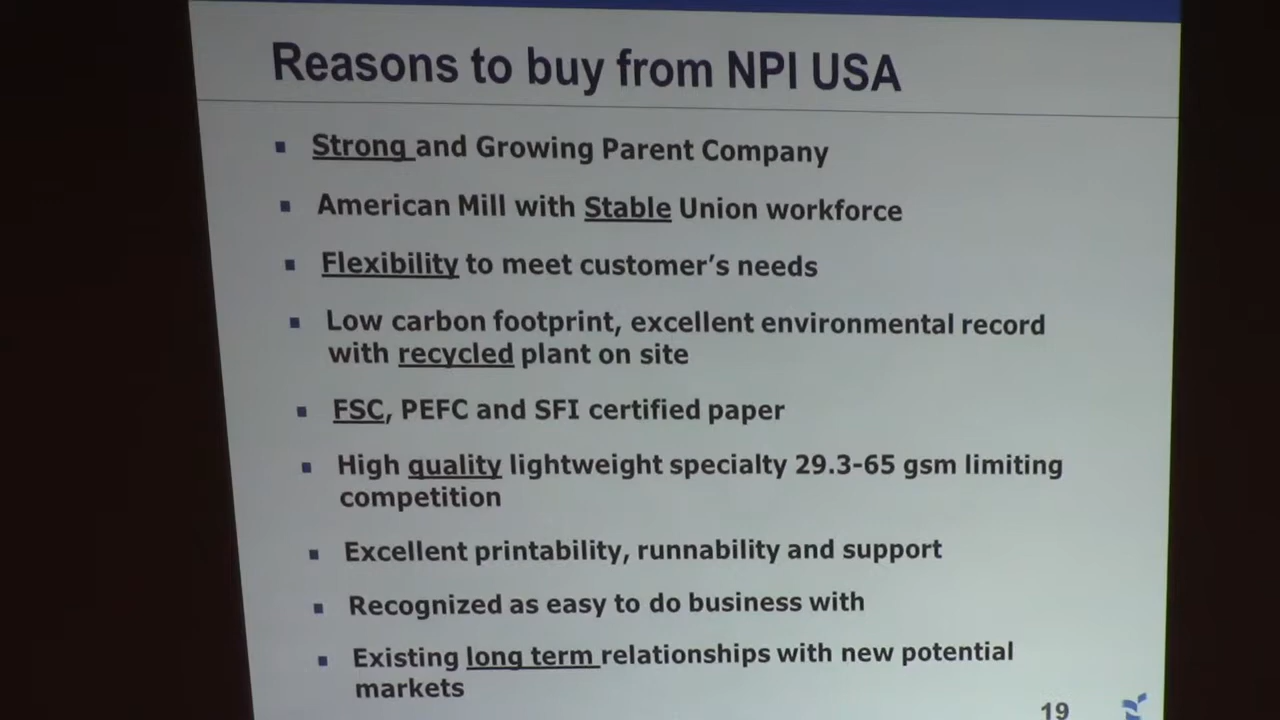 Reasons to buy from NPI USA
Strong and Growing Parent Company
American Mill with Stable Union workforce
Flexibility to meet customer's needs
Low carbon footprint, excellent environmental record
with recycled plant on site
FSC, PEFC and SFI certified paper
High quality lightweight specialty 29.3-65 gsm limiting
competition
Excellent printability, runnability and support
Recognized as easy to do business with
Existing long term relationships with new potential
markets
19